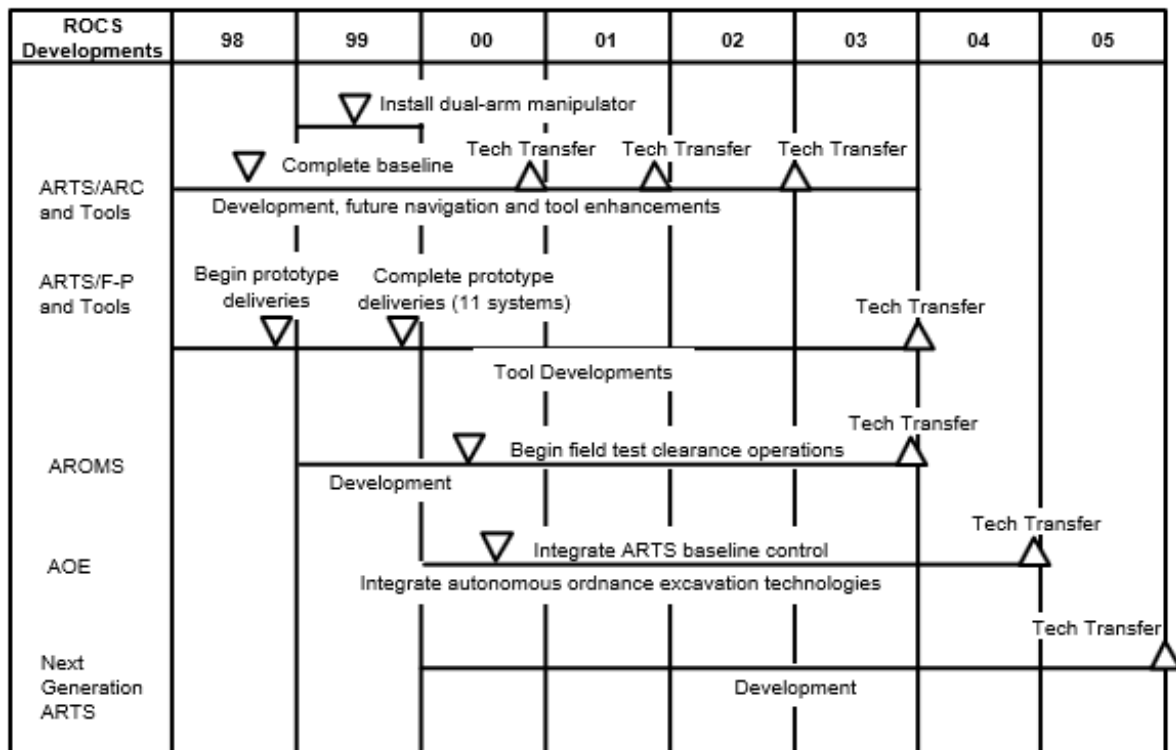 ROCS
Developments
98
99
00
01
02
03
04
05
Install dual-arm manipulator
Tech Transfer
Tech Transfer
Tech Transfer
Complete baseline
ARTS/ARC
and Tools
Development, future navigation and tool enhancements
ARTS/F-P
and Tools
Begin prototype
deliveries
Complete prototype
deliveries (11 systems)
Tech Transfer
Tool Developments
Tech Transfer
AROMS
Begin field test clearance operations
Development
Tech Transfer
AOE
Integrate ARTS baseline control
Integrate autonomous ordnance excavation technologies
Tech Transfer
Next
Generation
ARTS
Development